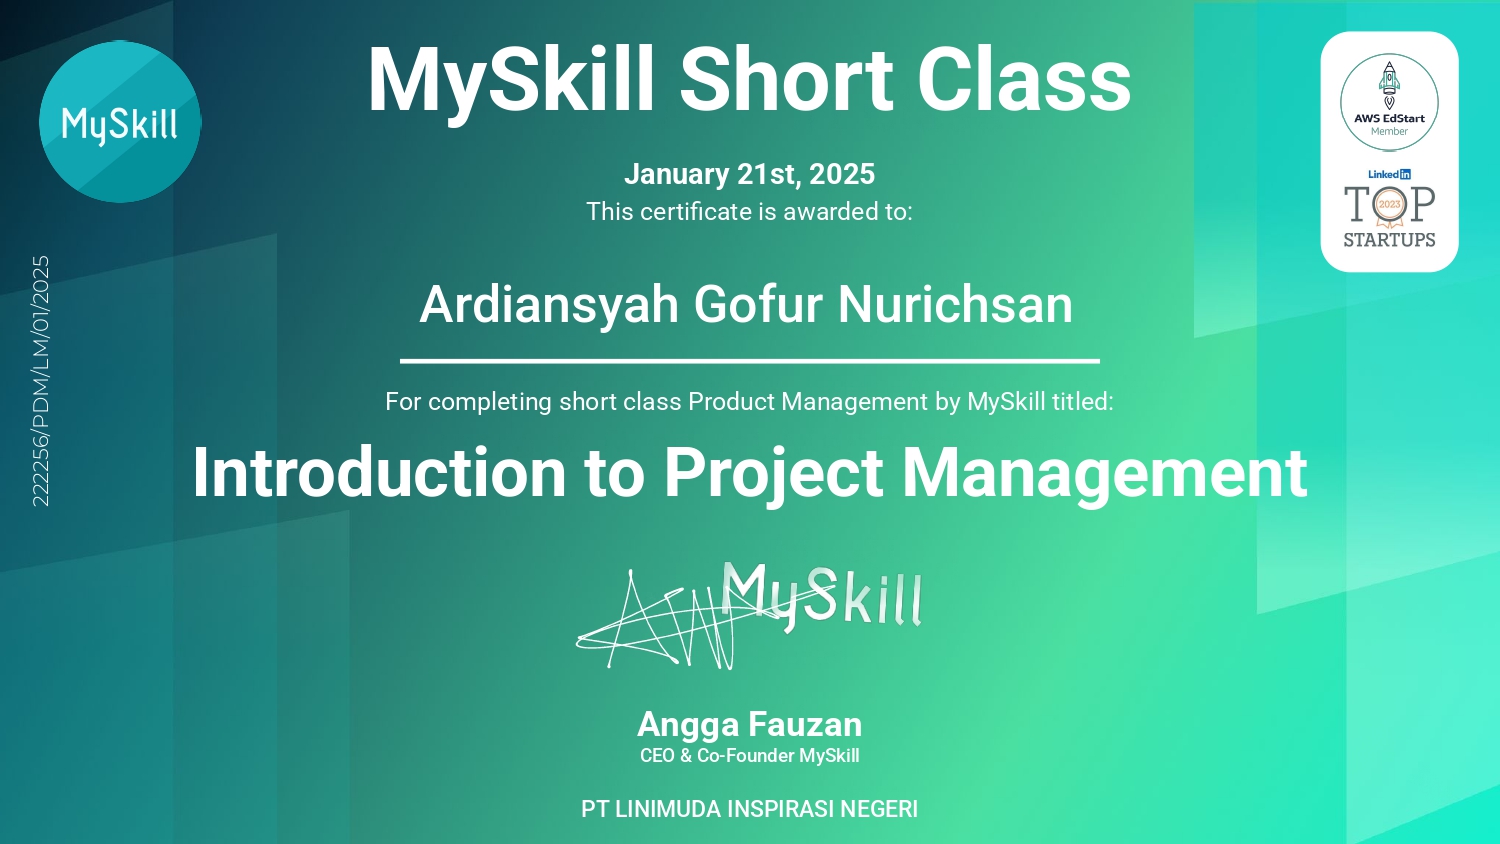 MySkill Short Class
MySkill
AWS EdStart
Member
Linked in
TOP
2023
STARTUPS
January 21st, 2025
This certificate is awarded to:
222256/PDM/LM/01/2025
Ardiansyah Gofur Nurichsan
For completing short class Product Management by MySkill titled:
Introduction to Project Management
MySkill
Angga Fauzan
CEO & Co-Founder MySkill
PT LINIMUDA INSPIRASI NEGERI